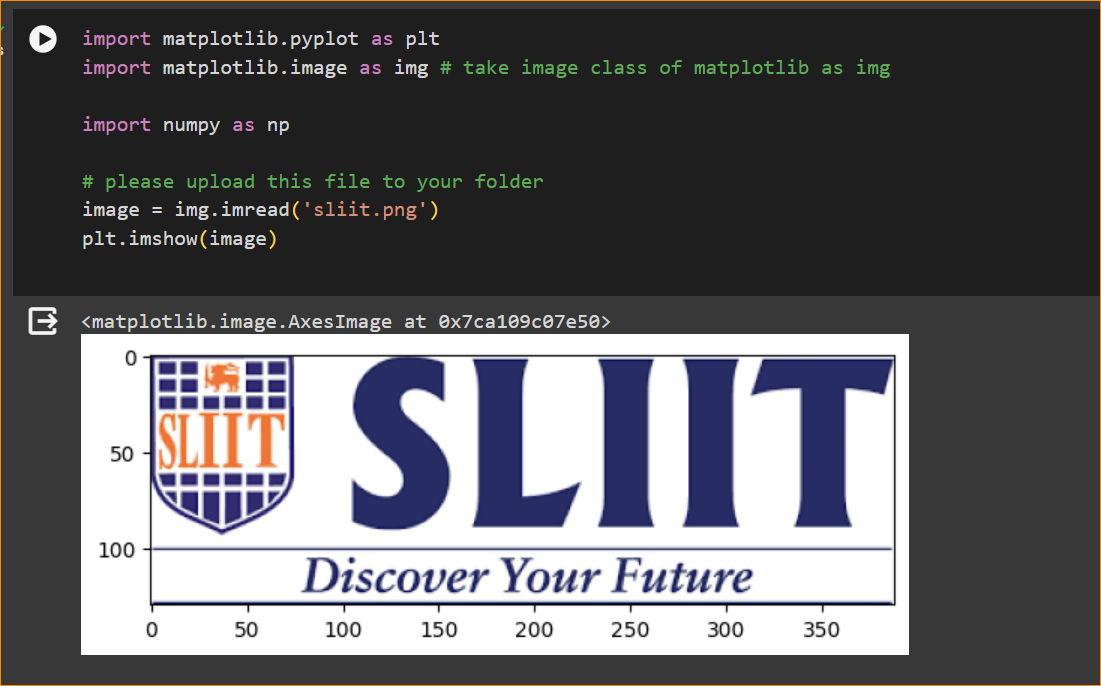 import matplotlib.pyplot as plt
import matplotlib.image as img # take image class of matplotlib as img
import numpy as np
# please upload this file to your folder
image = img.imread('sliit.png')
plt.imshow(image)
<matplotlib.image.AxesImage at 0x7ca109c07e50>
0
50
100
SLIIT
SLIIT
Discover Your Future
0 50 100 150 200 250 300 350